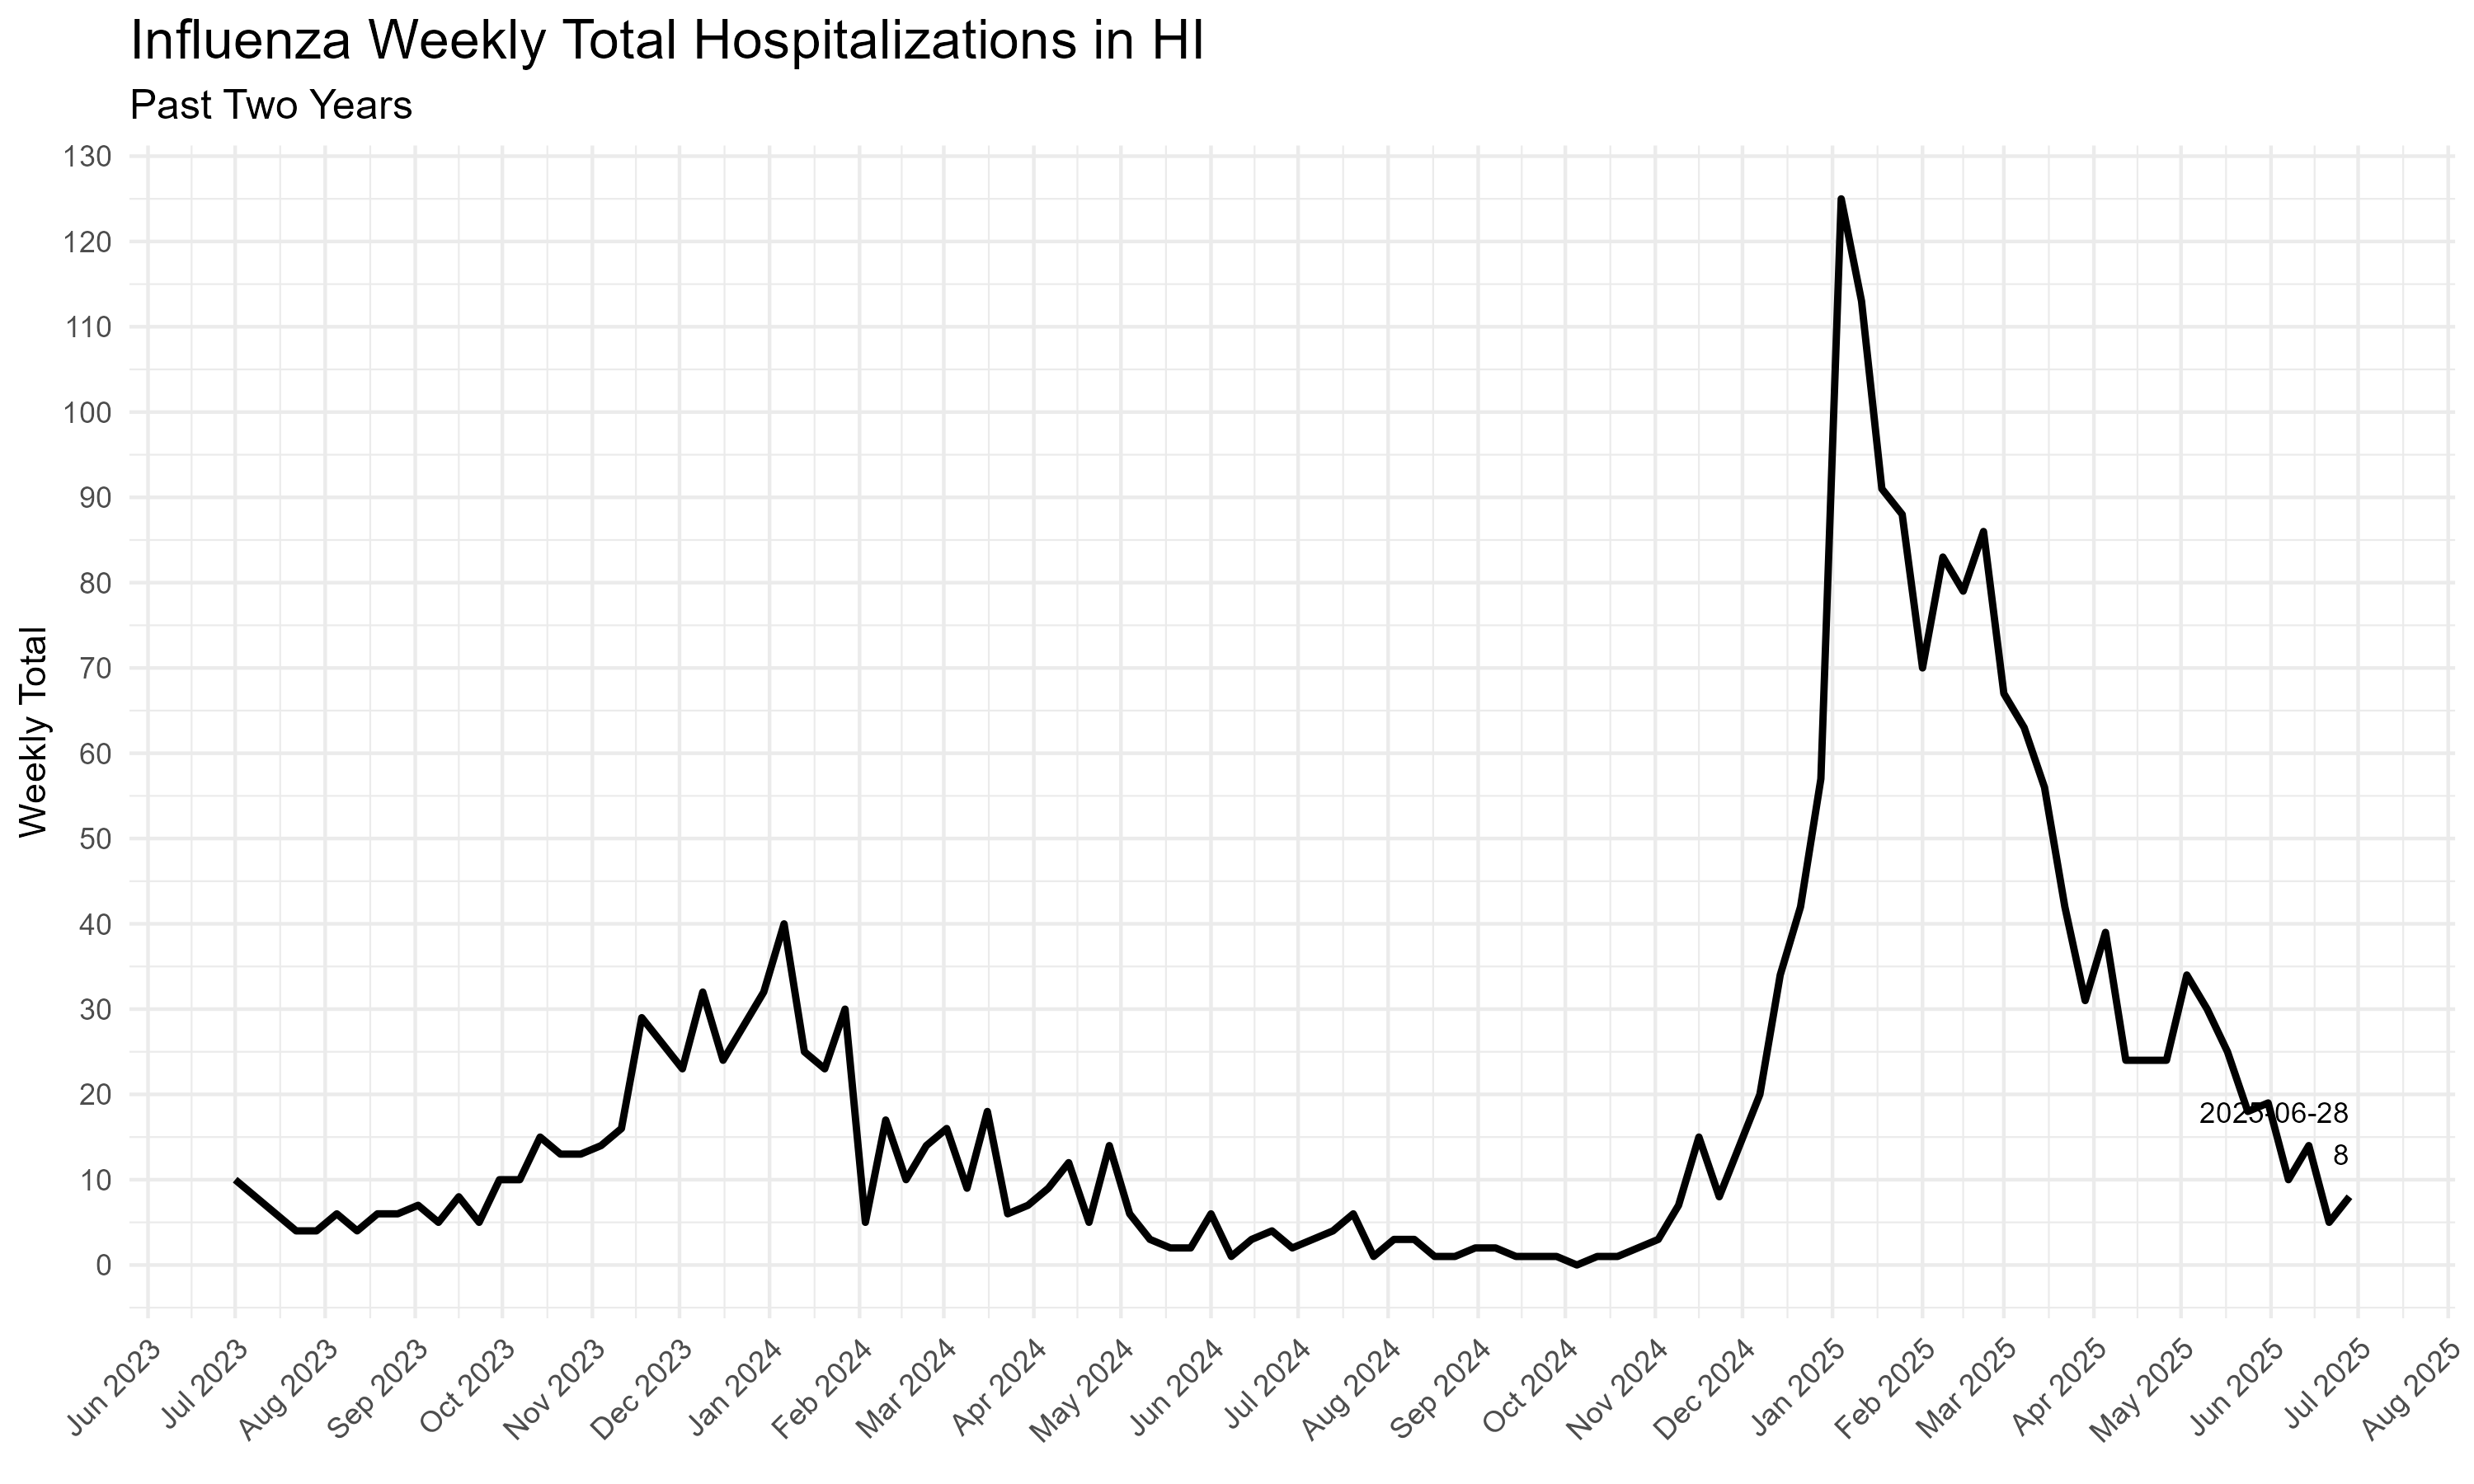 Influenza Weekly Total Hospitalizations in HI
Past Two Years
130
120
110
100
90
80
70
60
50
40
30
20
10
0
Weekly Total
2025-06-28
8
Jun 2023
Jul 2023
Aug 2023
Sep 2023
Oct 2023
Nov 2023
Dec 2023
Jan 2024
Feb 2024
Mar 2024
Apr 2024
May 2024
Jun 2024
Jul 2024
Aug 2024
Sep 2024
Oct 2024
Nov 2024
Dec 2024
Jan 2025
Feb 2025
Mar 2025
Apr 2025
May 2025
Jun 2025
Jul 2025
Aug 2025